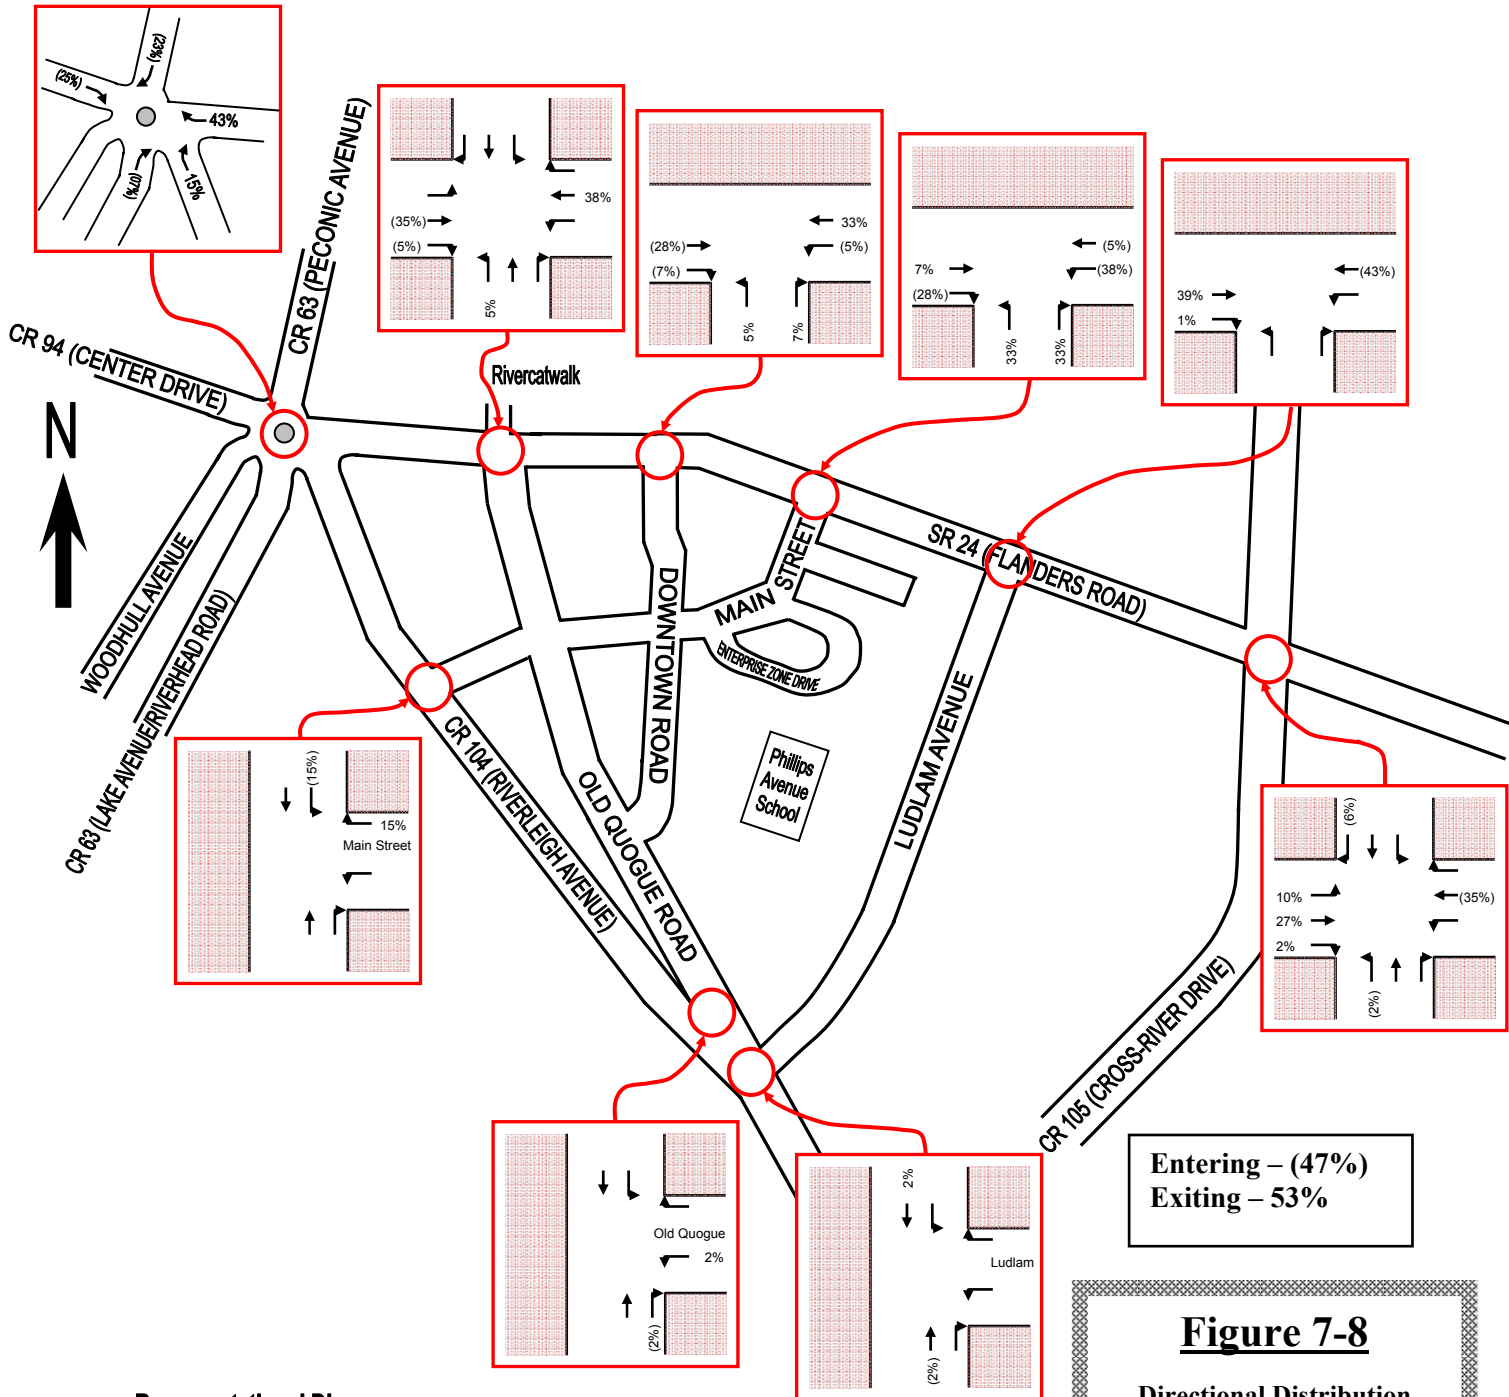 (23%)
(25%)
43%
(07%)
15%
CR 63 (PECONIC AVENUE)
38%
(35%)
(5%)
5%
33%
(28%)
(5%)
(7%)
5%
7%
(5%)
7%
(38%)
(28%)
33%
33%
(43%)
39%
1%
CR 94 (CENTER DRIVE)
Rivercatwalk
N
SR 24 (FLANDERS ROAD)
WOODHULL AVENUE
CR 63 (LAKE AVENUE/RIVERHEAD ROAD)
DOWNTOWN ROAD
MAIN STREET
ENTERPRISE ZONE DRIVE
LUDLAM AVENUE
CR 104 (RIVERLEIGH AVENUE)
OLD QUOGUE ROAD
Phillips
Avenue
School
CR 105 (CROSS-RIVER DRIVE)
(15%)
15%
Main Street
(6%)
10%
(35%)
27%
2%
(2%)
Old Quogue
2%
(2%)
2%
Ludlam
(2%)
Entering – (47%)
Exiting – 53%
Figure 7-8
Directional Distribution